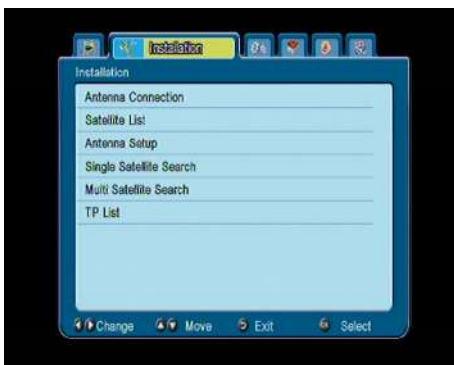 Installation
Installation
Antenna Connection
Satellite List
Antenna Setup
Single Satellite Search
Multi Satellite Search
TP List
Change Move Exit Select